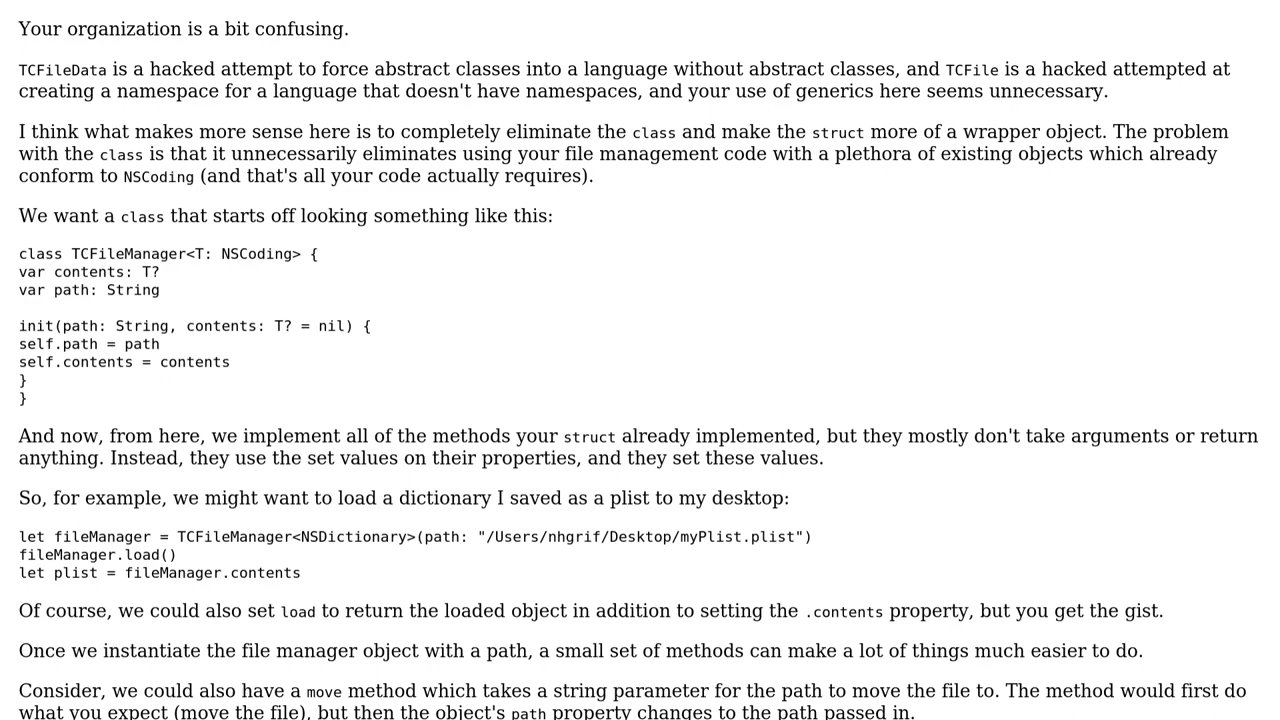 Your organization is a bit confusing.
TCFileData is a hacked attempt to force abstract classes into a language without abstract classes, and TCFile is a hacked attempted at
creating a namespace for a language that doesn't have namespaces, and your use of generics here seems unnecessary.
I think what makes more sense here is to completely eliminate the class and make the struct more of a wrapper object. The problem
with the class is that it unnecessarily eliminates using your file management code with a plethora of existing objects which already
conform to NSCoding (and that's all your code actually requires).
We want a class that starts off looking something like this:
class TCFileManager<T: NSCoding> {
var contents: T?
var path: String
init(path: String, contents: T? = nil) {
self.path = path
self.contents = contents
}
}
And now, from here, we implement all of the methods your struct already implemented, but they mostly don't take arguments or return
anything. Instead, they use the set values on their properties, and they set these values.
So, for example, we might want to load a dictionary I saved as a plist to my desktop:
let fileManager = TCFileManager<NSDictionary>(path: "/Users/nhgrif/Desktop/myPlist.plist")
fileManager.load()
let plist = fileManager.contents
Of course, we could also set load to return the loaded object in addition to setting the .contents property, but you get the gist.
Once we instantiate the file manager object with a path, a small set of methods can make a lot of things much easier to do.
Consider, we could also have a move method which takes a string parameter for the path to move the file to. The method would first do
what you expect (move the file), but then the object's path property changes to the path passed in.